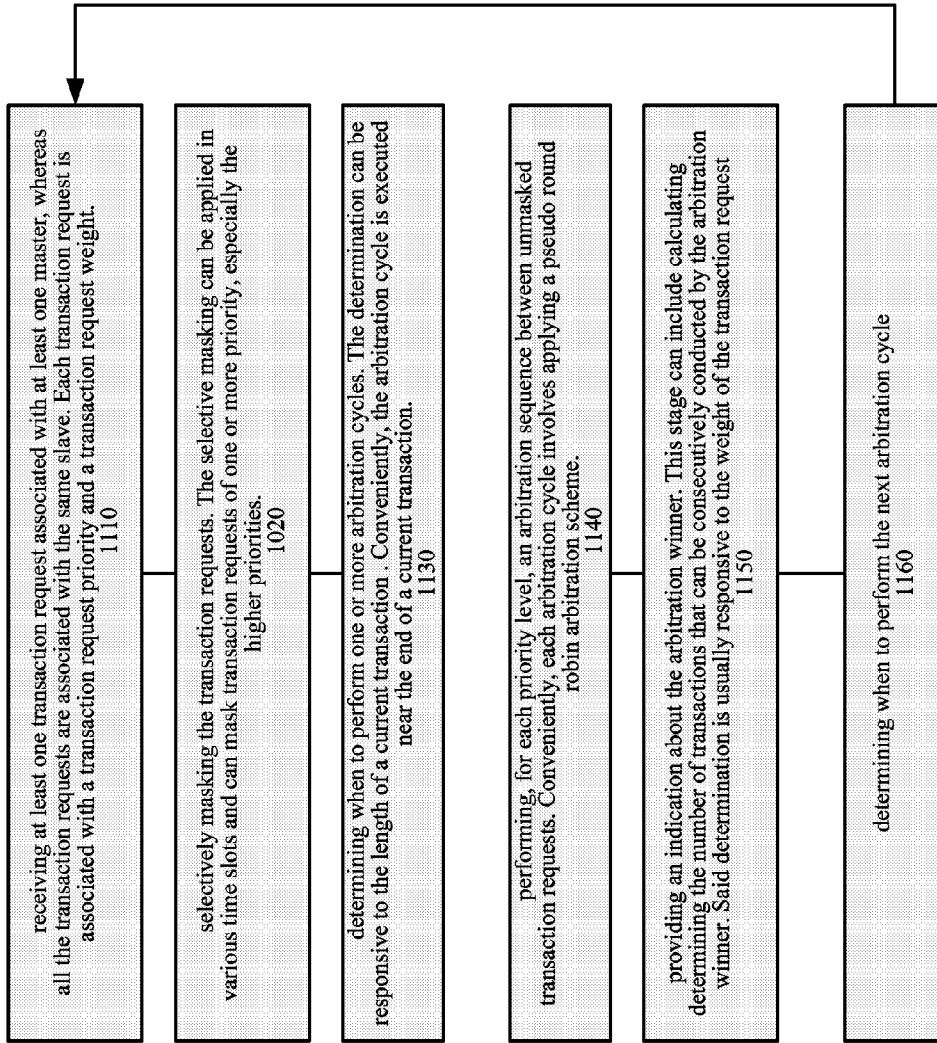 receiving at least one transaction request associated with at least one master, whereas
all the transaction requests are associated with the same slave. Each transaction request is
associated with a transaction request priority and a transaction request weight.
1110
selectively masking the transaction requests. The selective masking can be applied in
various time slots and can mask transaction requests of one or more priority, especially the
higher priorities.
1020
determining when to perform one or more arbitration cycles. The determination can be
responsive to the length of a current transaction . Conveniently, the arbitration cycle is executed
near the end of a current transaction.
1130
performing, for each priority level, an arbitration sequence between unmasked
transaction requests. Conveniently, each arbitration cycle involves applying a pseudo round
robin arbitration scheme.
1140
providing an indication about the arbitration winner. This stage can include calculating
determining the number of transactions that can be consecutively conducted by the arbitration
winner. Said determination is usually responsive to the weight of the transaction request
1150
determining when to perform the next arbitration cycle
1160